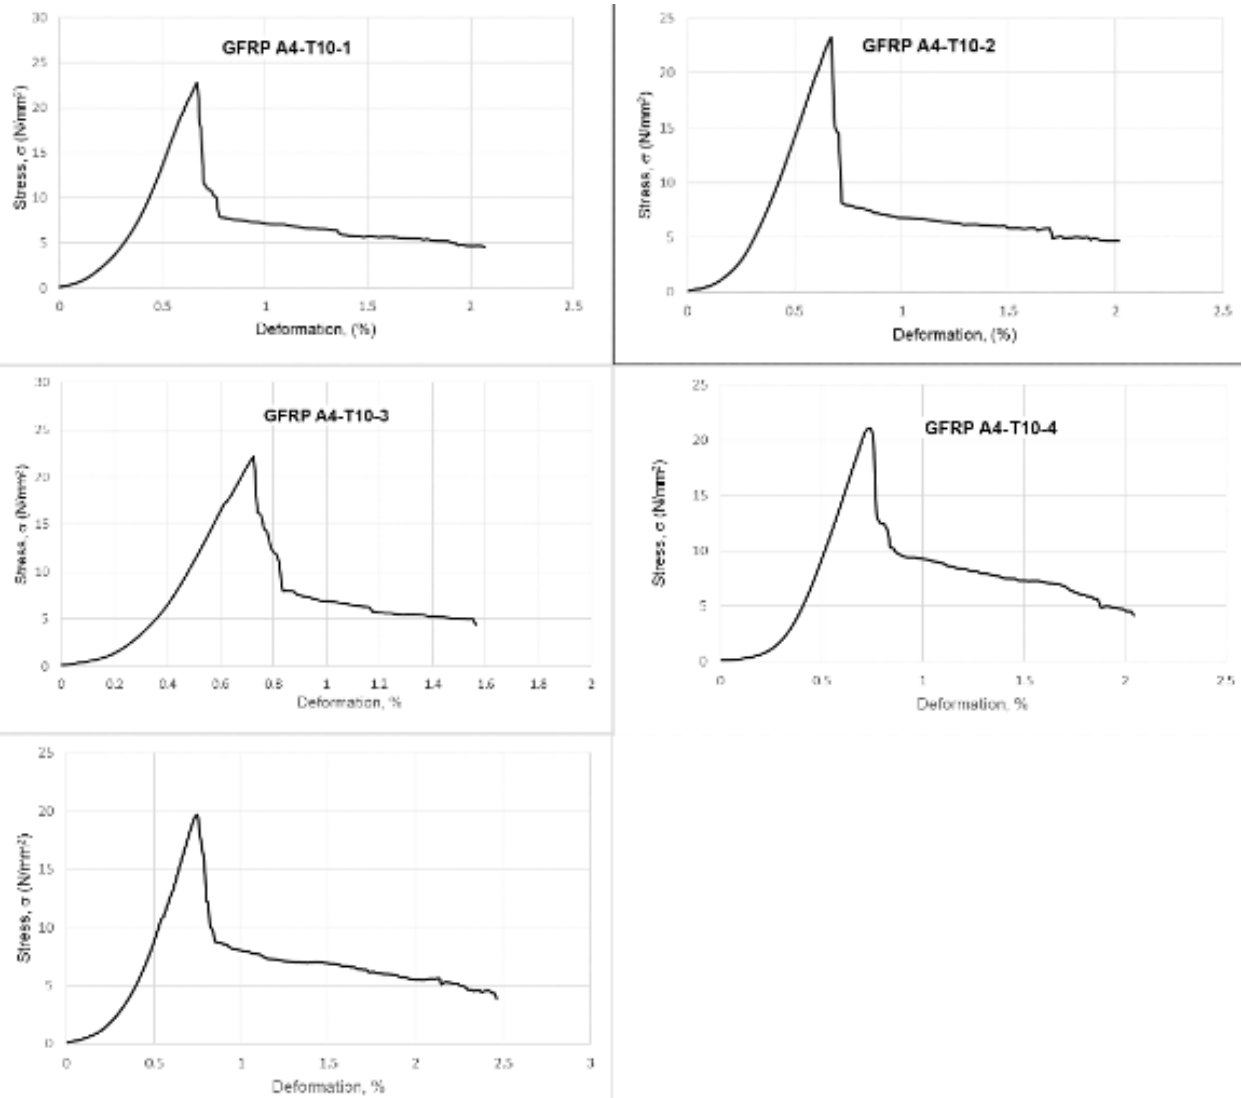 30
25
20
15
10
5
0
Stress, σ (N/mm²)
GFRP A4-T10-1
0 0.5 1 1.5 2 2.5
Deformation, (%)
25
20
15
10
5
0
Stress, σ (N/mm²)
GFRP A4-T10-2
0 0.5 1 1.5 2 2.5
Deformation, (%)
30
25
20
15
10
5
0
Stress, σ (N/mm²)
GFRP A4-T10-3
0 0.2 0.4 0.6 0.8 1 1.2 1.4 1.6 1.8 2
Deformation, %
25
20
15
10
5
0
Stress, σ (N/mm²)
GFRP A4-T10-4
0.5 1 1.5 2 2.5
Deformation, %
25
20
15
10
5
0
Stress, σ (N/mm²)
0 0.5 1 1.5 2 2.5 3
Deformation, %